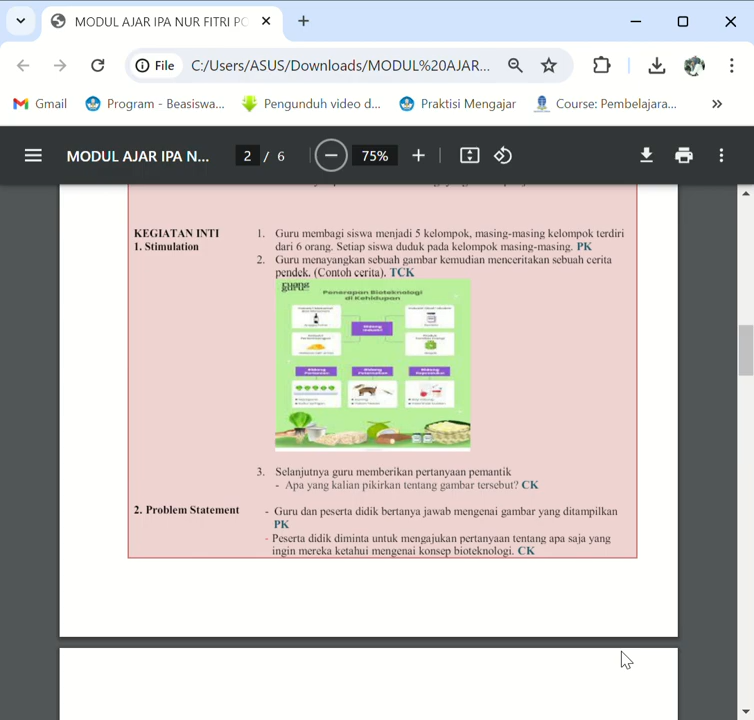 MODUL AJAR IPA NUR FITRI PO
File C:/Users/ASUS/Downloads/MODUL%20AJAR...
Gmail Program - Beasiswa... Pengunduh video d... Praktisi Mengajar Course: Pembelajara... »
MODUL AJAR IPA N... 2 / 6 75%
KEGIATAN INTI
1. Stimulation
1. Guru membagi siswa menjadi 5 kelompok, masing-masing kelompok terdiri
dari 6 orang. Setiap siswa duduk pada kelompok masing-masing. PK
2. Guru menayangkan sebuah gambar kemudian menceritakan sebuah cerita
pendek. (Contoh cerita). TCK
ruang
guru
Penerapan Bioteknologi
di Kehidupan
3. Selanjutnya guru memberikan pertanyaan pemantik
- Apa yang kalian pikirkan tentang gambar tersebut? CK
2. Problem Statement
- Guru dan peserta didik bertanya jawab mengenai gambar yang ditampilkan
PK
- Peserta didik diminta untuk mengajukan pertanyaan tentang apa saja yang
ingin mereka ketahui mengenai konsep bioteknologi. CK